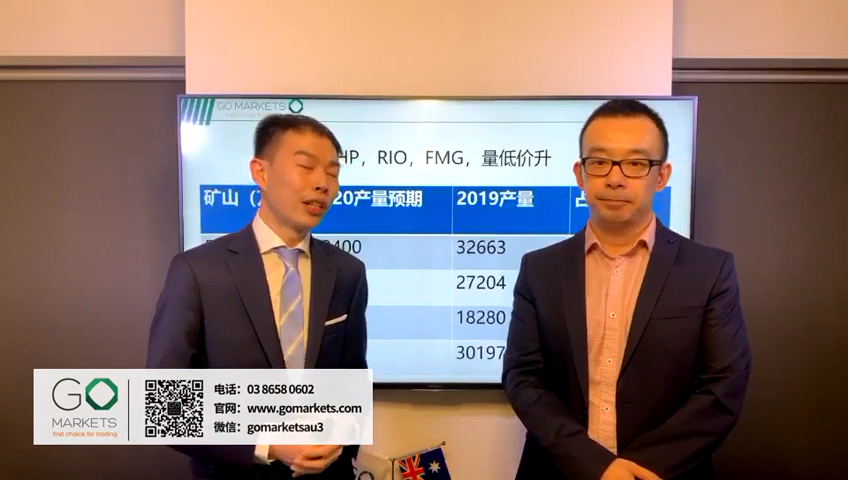 GO MARKETS
HP，RIO，FMG，量低价升
矿山（
20产量预期
2019产量
占
2400
32663
27204
18280
30197
GO
MARKETS
first choice for trading
电话：03 8658 0602
官网：www.gomarkets.com
微信：gomarketsau3